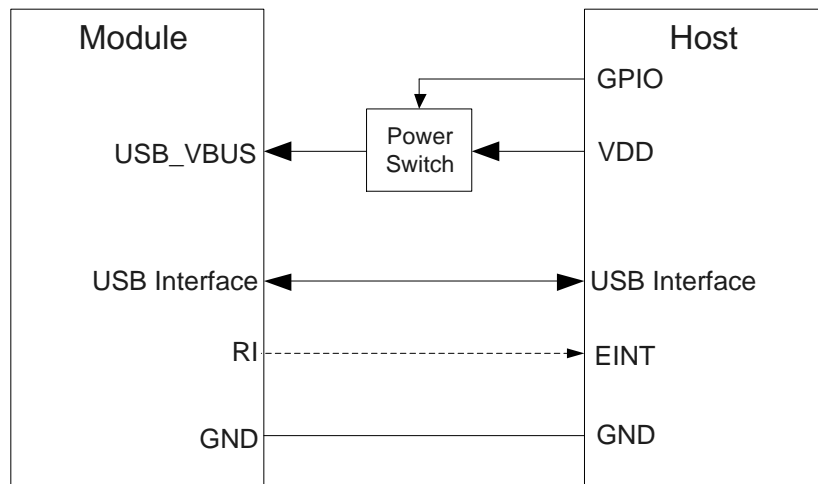 Module
Host
GPIO
Power
Switch
USB_VBUS
VDD
USB Interface
USB Interface
RI
EINT
GND
GND